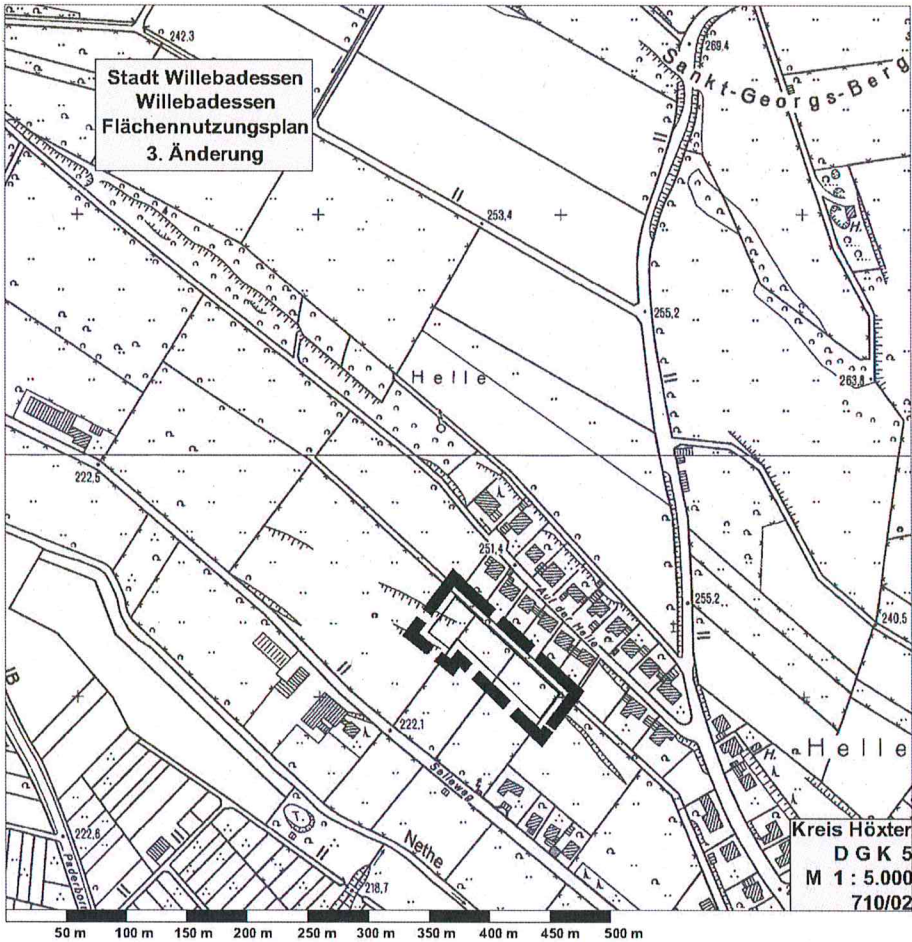 242,3
269,4
Sankt-Georgs-Berg
Stadt Willebadessen
Willebadessen
Flächennutzungsplan
3. Änderung
253,4
H.
255,2
263,8
Helle
222,5
251,4
Auf der Helle
255,2
240,5
222,1
Helle
H.
Selleweg
T.
Nethe
222,6
Paderborn
218,7
Kreis Höxter
DGK 5
M 1 : 5.000
710/02
50 m 100 m 150 m 200 m 250 m 300 m 350 m 400 m 450 m 500 m